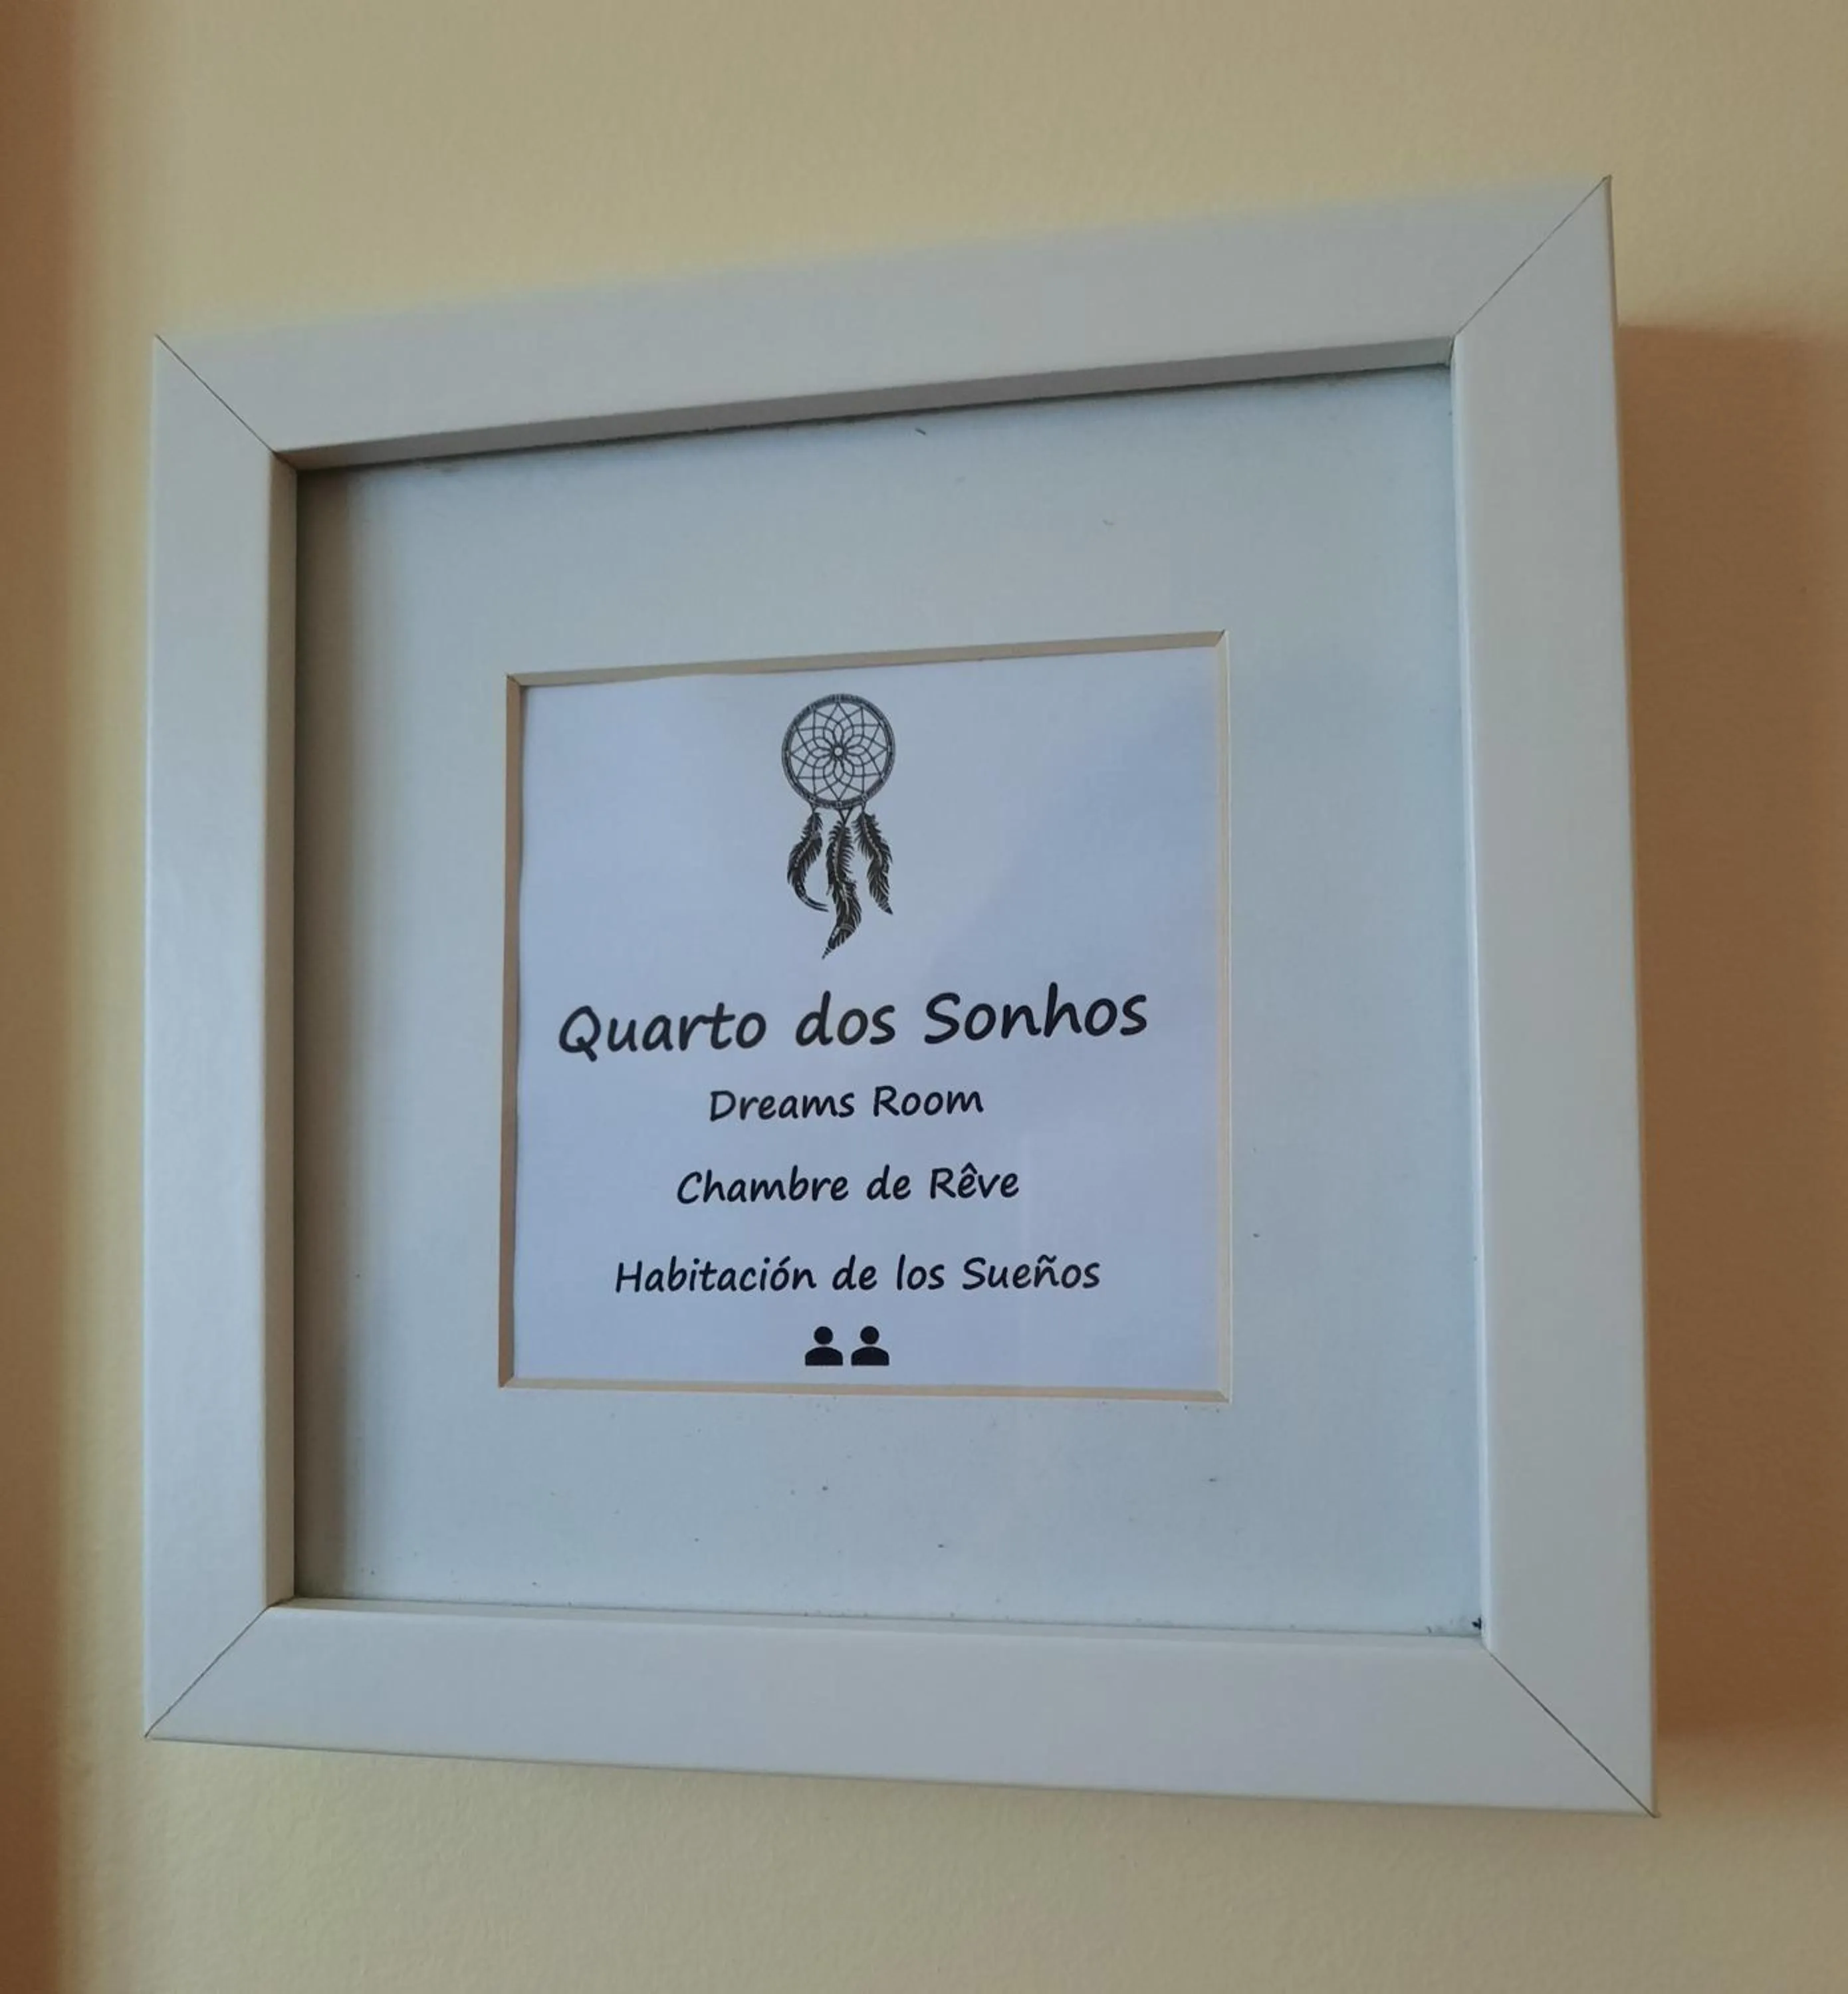 Quarto dos Sonhos
Dreams Room
Chambre de Rêve
Habitación de los Sueños